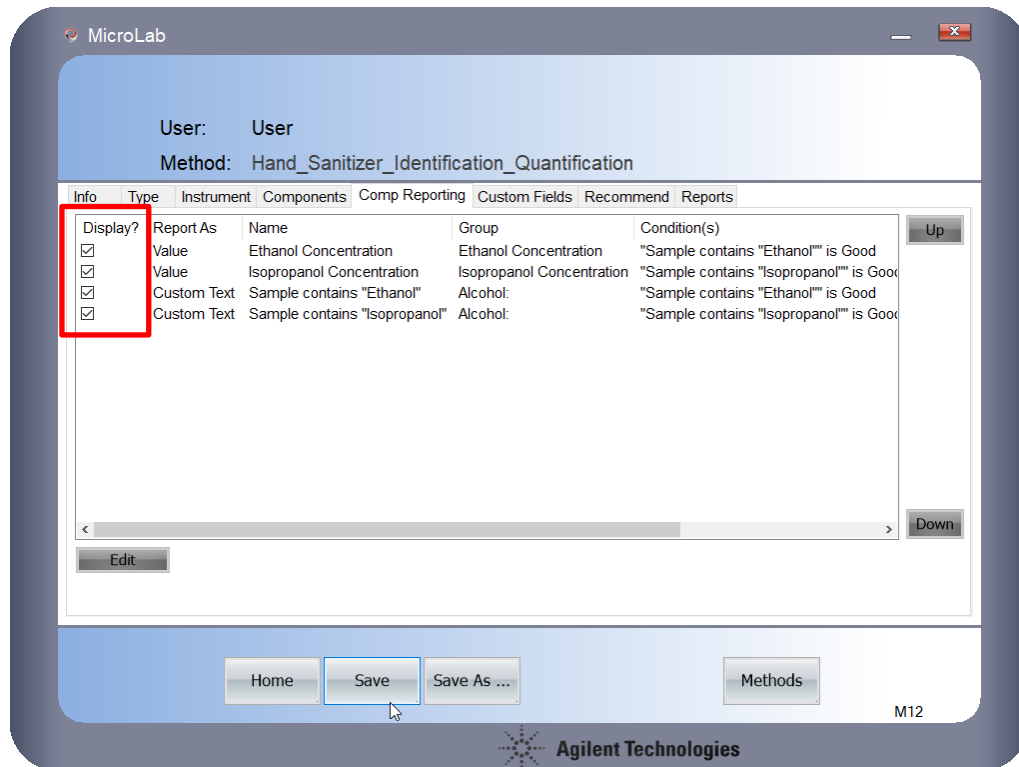 MicroLab
User: User
Method: Hand_Sanitizer_Identification_Quantification
Info Type Instrument Components Comp Reporting Custom Fields Recommend Reports
Display? Report As Name Group Condition(s) Up
Value Ethanol Concentration Ethanol Concentration "Sample contains "Ethanol"" is Good
Value Isopropanol Concentration Isopropanol Concentration "Sample contains "Isopropanol"" is Good
Custom Text Sample contains "Ethanol" Alcohol: "Sample contains "Ethanol"" is Good
Custom Text Sample contains "Isopropanol" Alcohol: "Sample contains "Isopropanol"" is Good
Down
Edit
Home Save Save As ... Methods
M12
Agilent Technologies